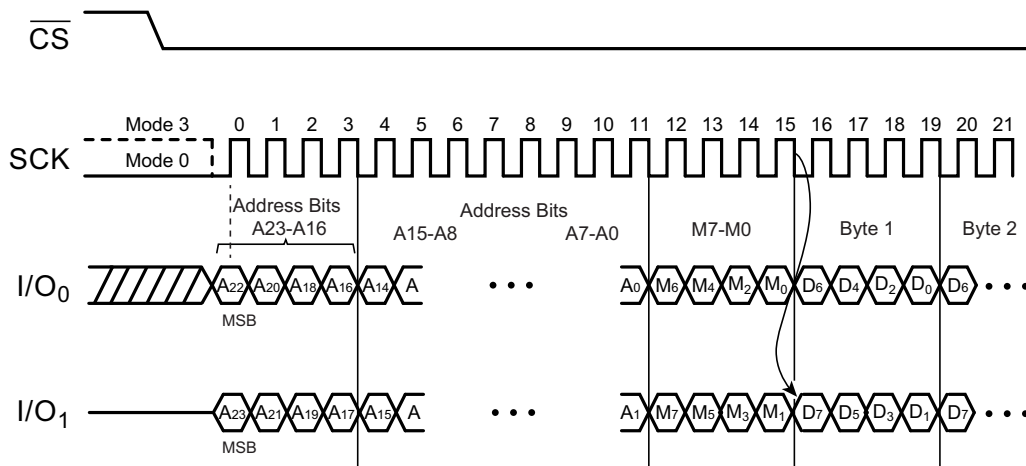 CS
Mode 3 0 1 2 3 4 5 6 7 8 9 10 11 12 13 14 15 16 17 18 19 20 21
SCK Mode 0
Address Bits Address Bits
A23-A16 A15-A8 A7-A0 M7-M0 Byte 1 Byte 2
I/O0 A22 A20 A18 A16 A14 A • • • A0 M6 M4 M2 M0 D6 D4 D2 D0 D6 • • •
MSB
I/O1 A23 A21 A19 A17 A15 A • • • A1 M7 M5 M3 M1 D7 D5 D3 D1 D7 • • •
MSB